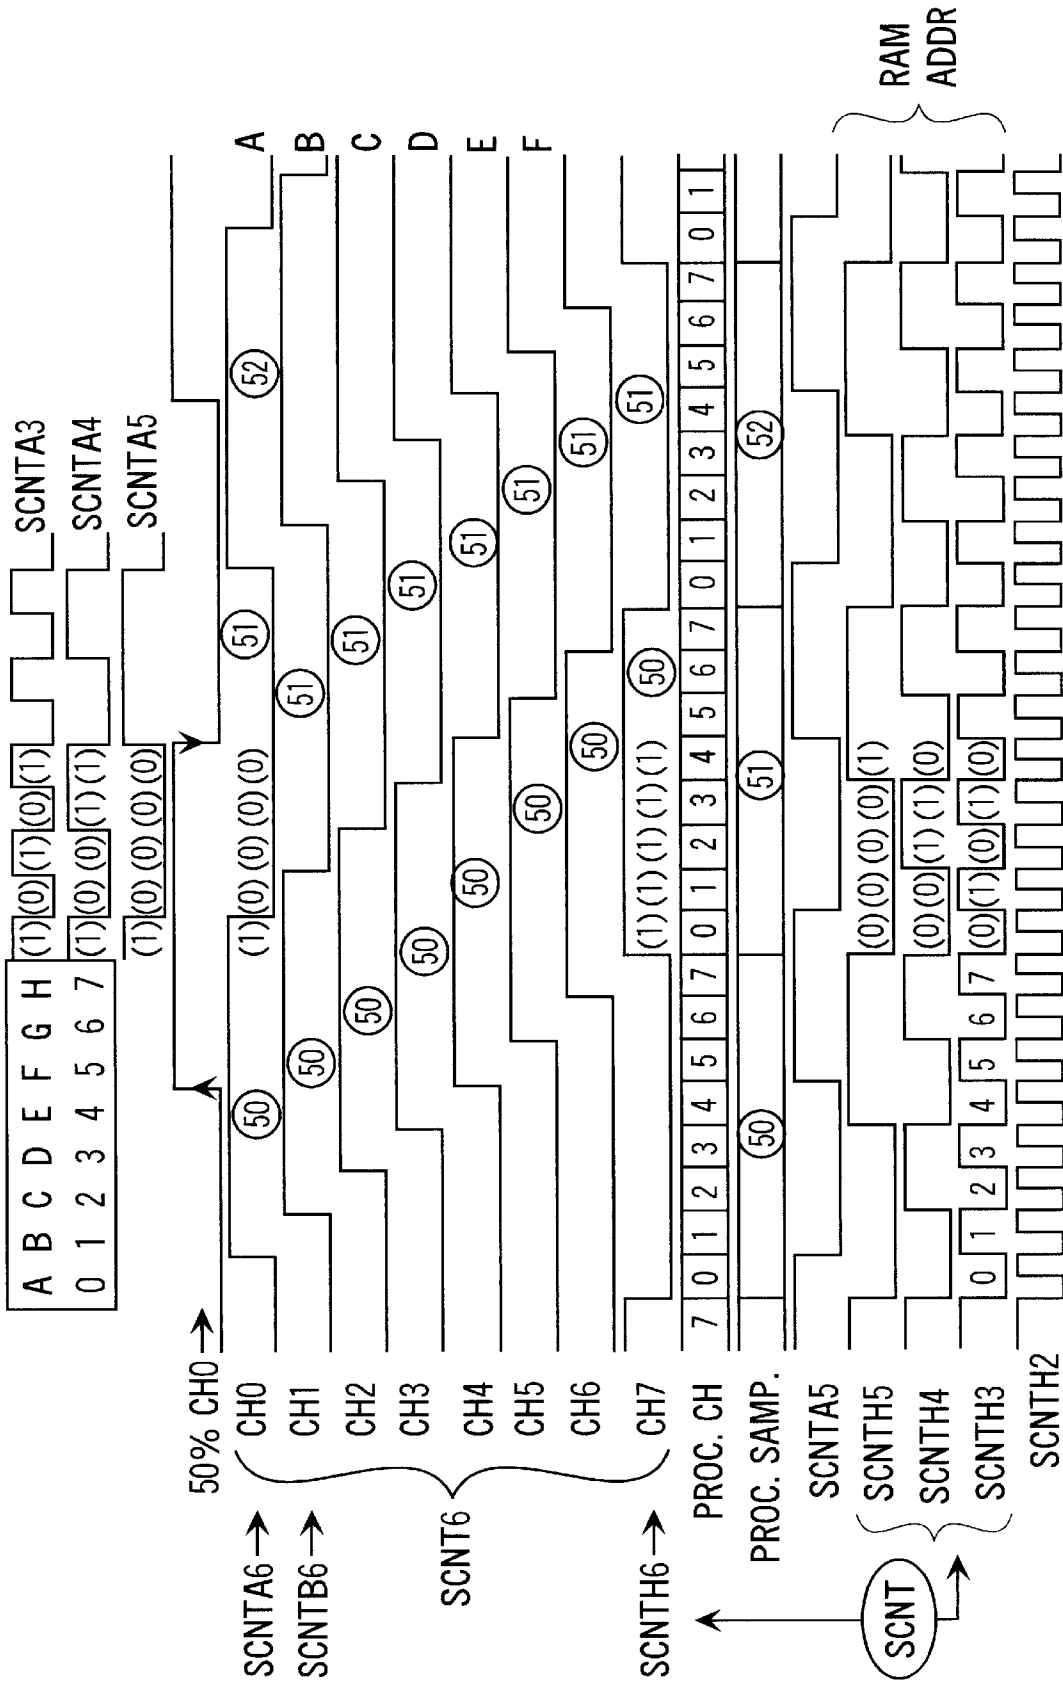 A B C D E F G H
0 1 2 3 4 5 6 7
(1)(0)(1)(0)(1) SCNTA3
(1)(0)(0)(1)(1) SCNTA4
(1)(0)(0)(0)(0) SCNTA5
50% CH0
SCNTA6 CH0 50 (1)(0)(0)(0)(0) 51 52 A
SCNTB6 CH1 50 51 B
CH2 50 51 C
CH3 50 51 D
SCNT6
CH4 50 51 E
CH5 50 51 F
CH6 50 51
SCNTH6 CH7 (1)(1)(1)(1)(1) 50 51
PROC. CH 7 0 1 2 3 4 5 6 7 0 1 2 3 4 5 6 7 0 1 2 3 4 5 6 7 0 1
PROC. SAMP. 50 51 52
SCNTA5
SCNTH5 (0)(0)(0)(0)(1)
SCNTH4 (0)(0)(1)(1)(0)
SCNTH3 0 1 2 3 4 5 6 7 (0)(1)(0)(1)(0)
SCNT
RAM
ADDR
SCNTH2